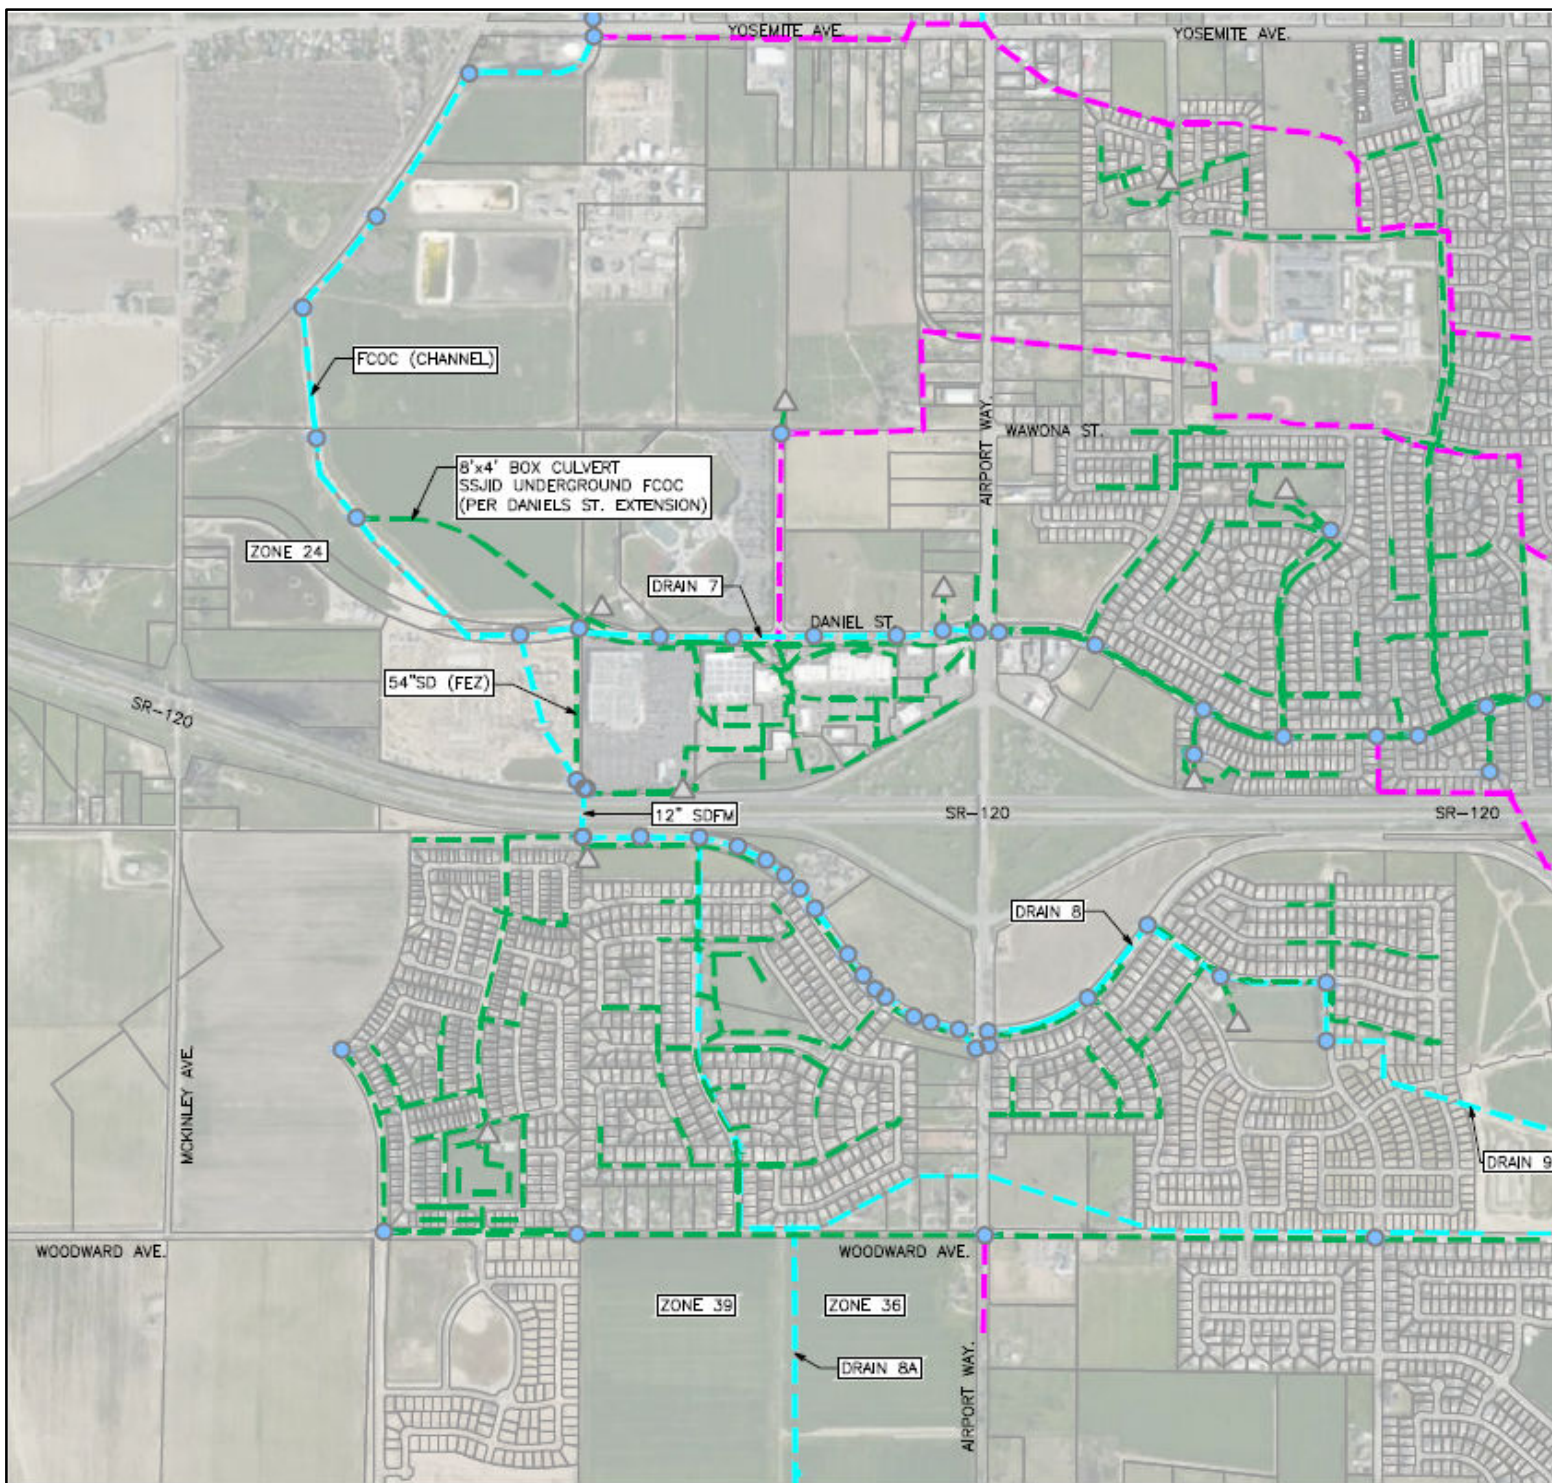 YOSEMITE AVE.
YOSEMITE AVE.
FCOC (CHANNEL)
AIRPORT WAY.
WAWONA ST.
8'x4' BOX CULVERT
SSJID UNDERGROUND FCOC
(PER DANIELS ST. EXTENSION)
ZONE 24
DRAIN 7
DANIEL ST.
54"SD (FEZ)
SR-120
12" SDFM
SR-120
SR-120
DRAIN 8
MCKINLEY AVE.
DRAIN 9
WOODWARD AVE.
WOODWARD AVE.
ZONE 39
ZONE 36
DRAIN 8A
AIRPORT WAY.